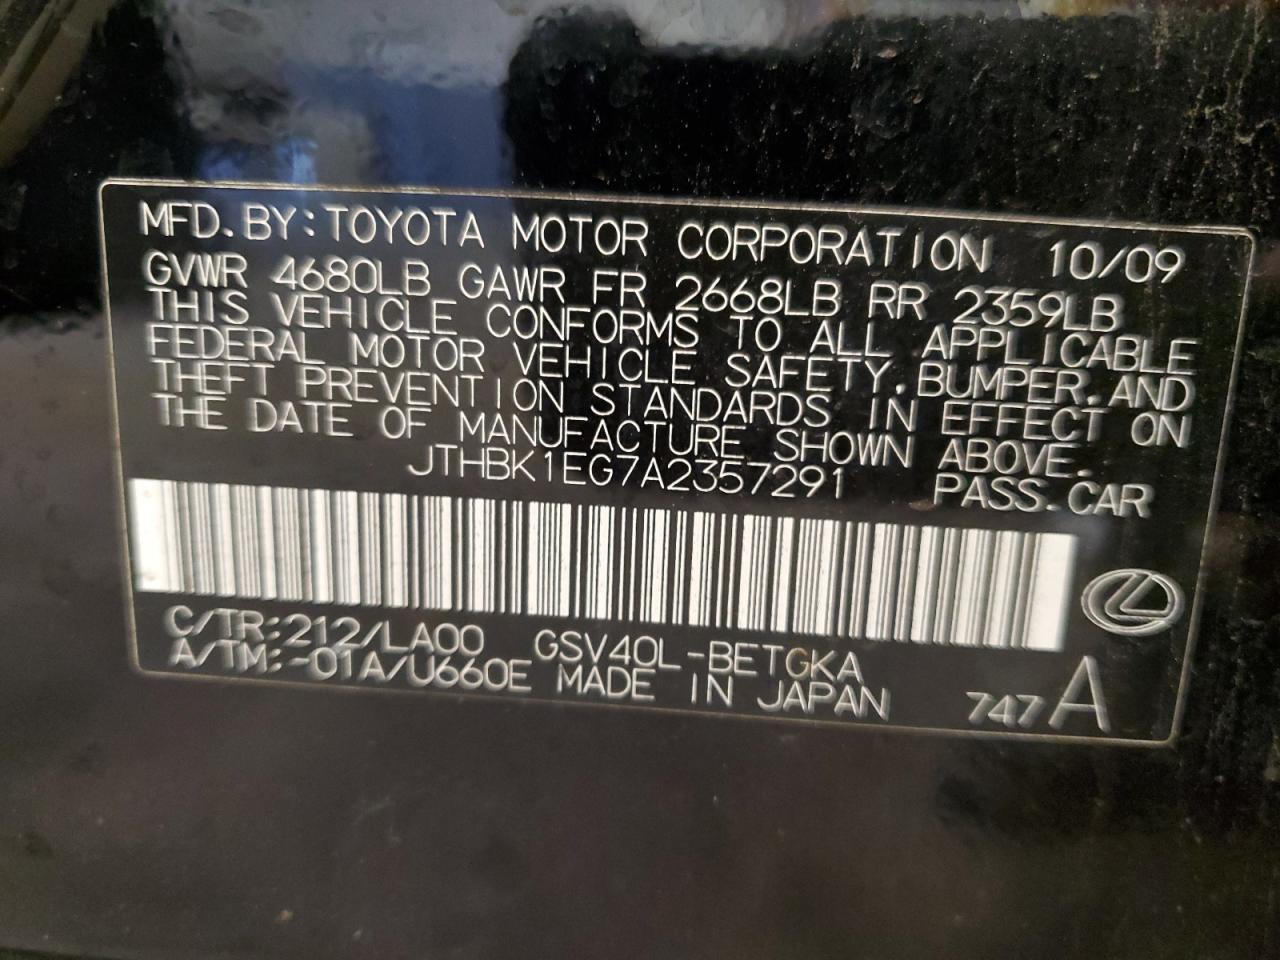 MFD. BY: TOYOTA MOTOR CORPORATION 10/09
GVWR 4680LB GAWR FR 2668LB RR 2359LB
THIS VEHICLE CONFORMS TO ALL APPLICABLE
FEDERAL MOTOR VEHICLE SAFETY, BUMPER, AND
THEFT PREVENTION STANDARDS IN EFFECT ON
THE DATE OF MANUFACTURE SHOWN ABOVE.
JTHBK1EG7A2357291 PASS. CAR
C/TR: 212/LA00 GSV40L-BETGKA
A/TM: -01A/U660E MADE IN JAPAN 747 A